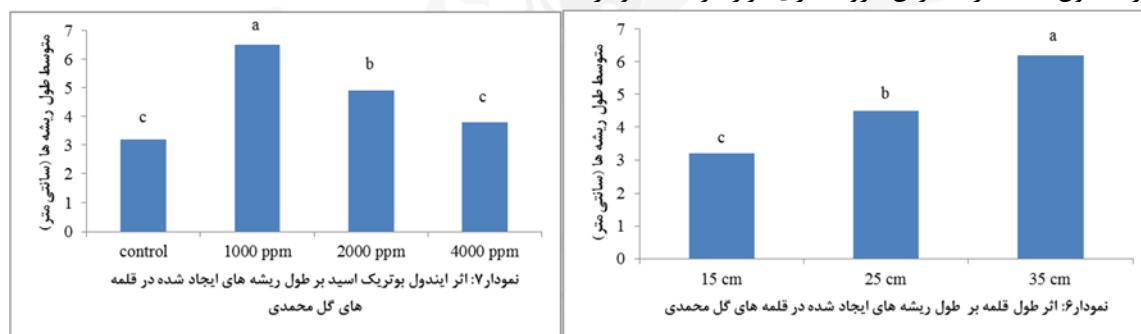 متوسط طول ریشه ها (سانتی متر)
7
6
5
4
3
2
1
0
c
b
a
15 cm
25 cm
35 cm
نمودار۶: اثر طول قلمه بر طول ریشه های ایجاد شده در قلمه های گل محمدی
متوسط طول ریشه ها (سانتی متر)
7
6
5
4
3
2
1
0
c
a
b
c
control
1000 ppm
2000 ppm
4000 ppm
نمودار۷: اثر ایندول بوتریک اسید بر طول ریشه های ایجاد شده در قلمه
های گل محمدی